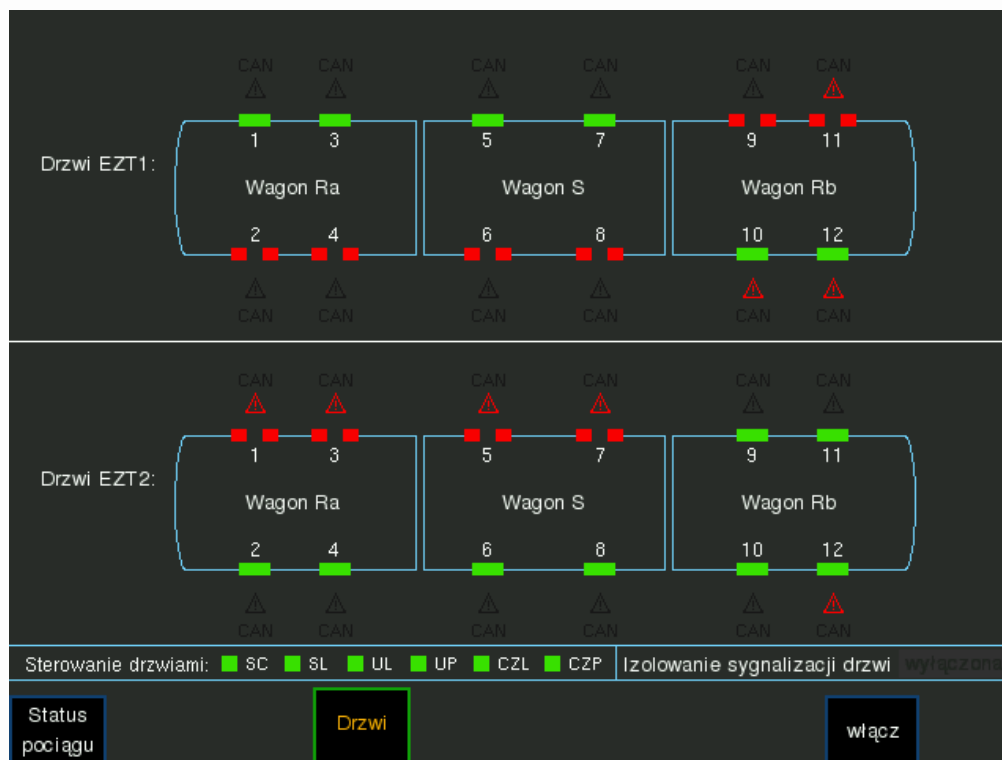 CAN CAN CAN CAN CAN CAN
1 3 5 7 9 11
Drzwi EZT1:
Wagon Ra Wagon S Wagon Rb
2 4 6 8 10 12
CAN CAN CAN CAN CAN CAN
CAN CAN CAN CAN CAN CAN
1 3 5 7 9 11
Drzwi EZT2:
Wagon Ra Wagon S Wagon Rb
2 4 6 8 10 12
CAN CAN CAN CAN CAN CAN
Sterowanie drzwiami: SC SL UL UP CZL CZP Izolowanie sygnalizacji drzwi wyłączona
Status
pociągu
Drzwi
włącz